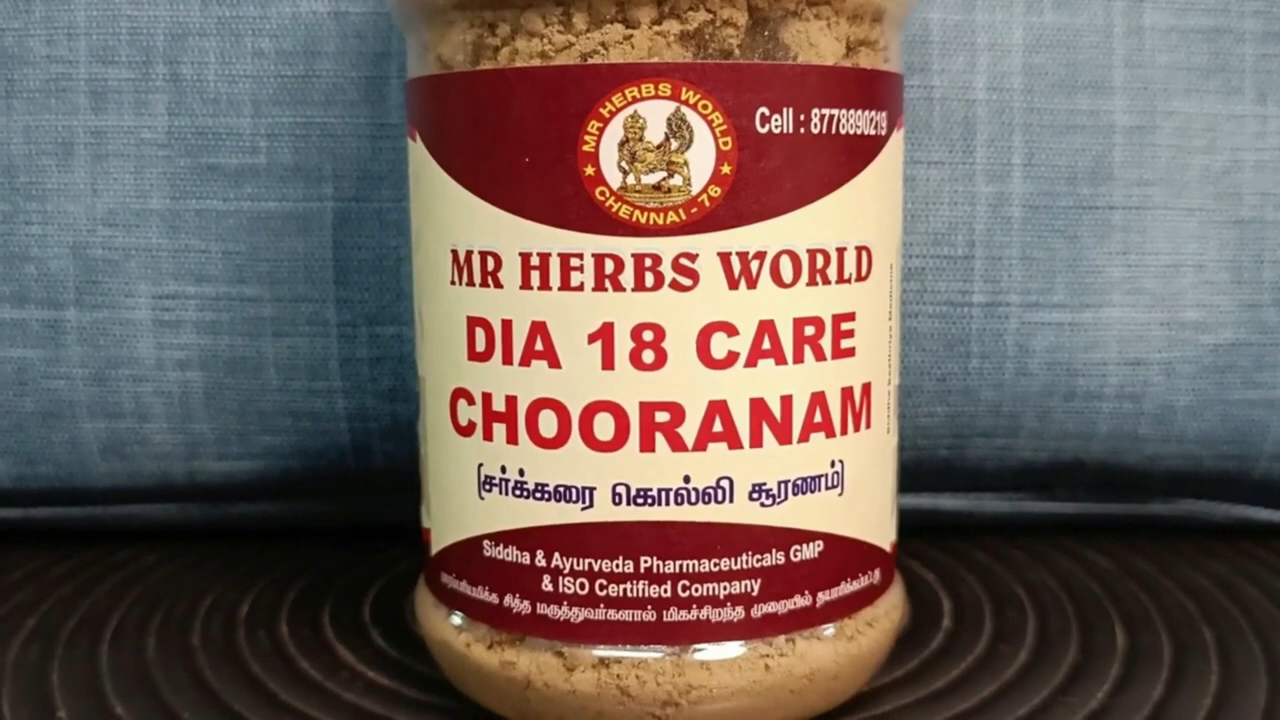 MR HERBS WORLD
CHENNAI - 76
Cell : 8778890219
MR HERBS WORLD
DIA 18 CARE
CHOORANAM
(சர்க்கரை கொல்லி சூரணம்)
Siddha & Ayurveda Pharmaceuticals GMP
& ISO Certified Company
சித்த மருத்துவர்களால் மிகச்சிறந்த முறையில் தயாரிக்கப்பட்டது